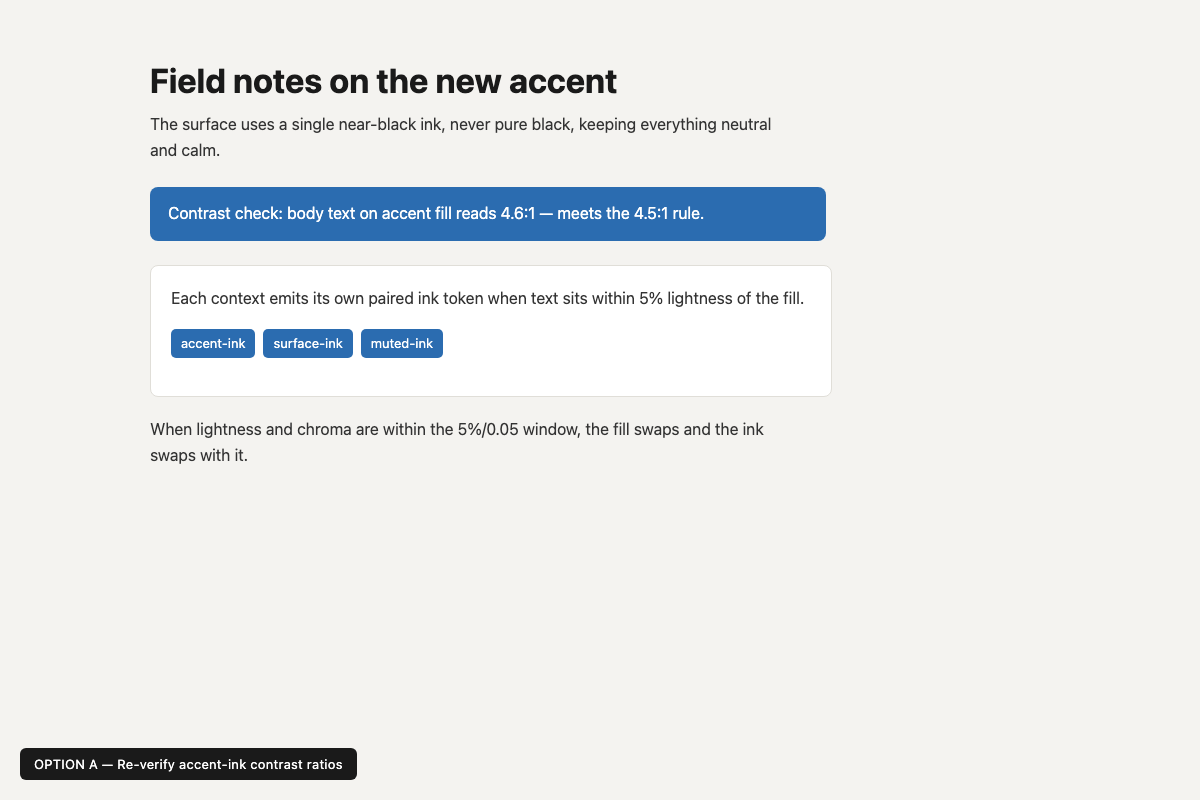 Field notes on the new accent
The surface uses a single near-black ink, never pure black, keeping everything neutral
and calm.
Contrast check: body text on accent fill reads 4.6:1 — meets the 4.5:1 rule.
Each context emits its own paired ink token when text sits within 5% lightness of the fill.
accent-ink surface-ink muted-ink
When lightness and chroma are within the 5%/0.05 window, the fill swaps and the ink
swaps with it.
OPTION A — Re-verify accent-ink contrast ratios